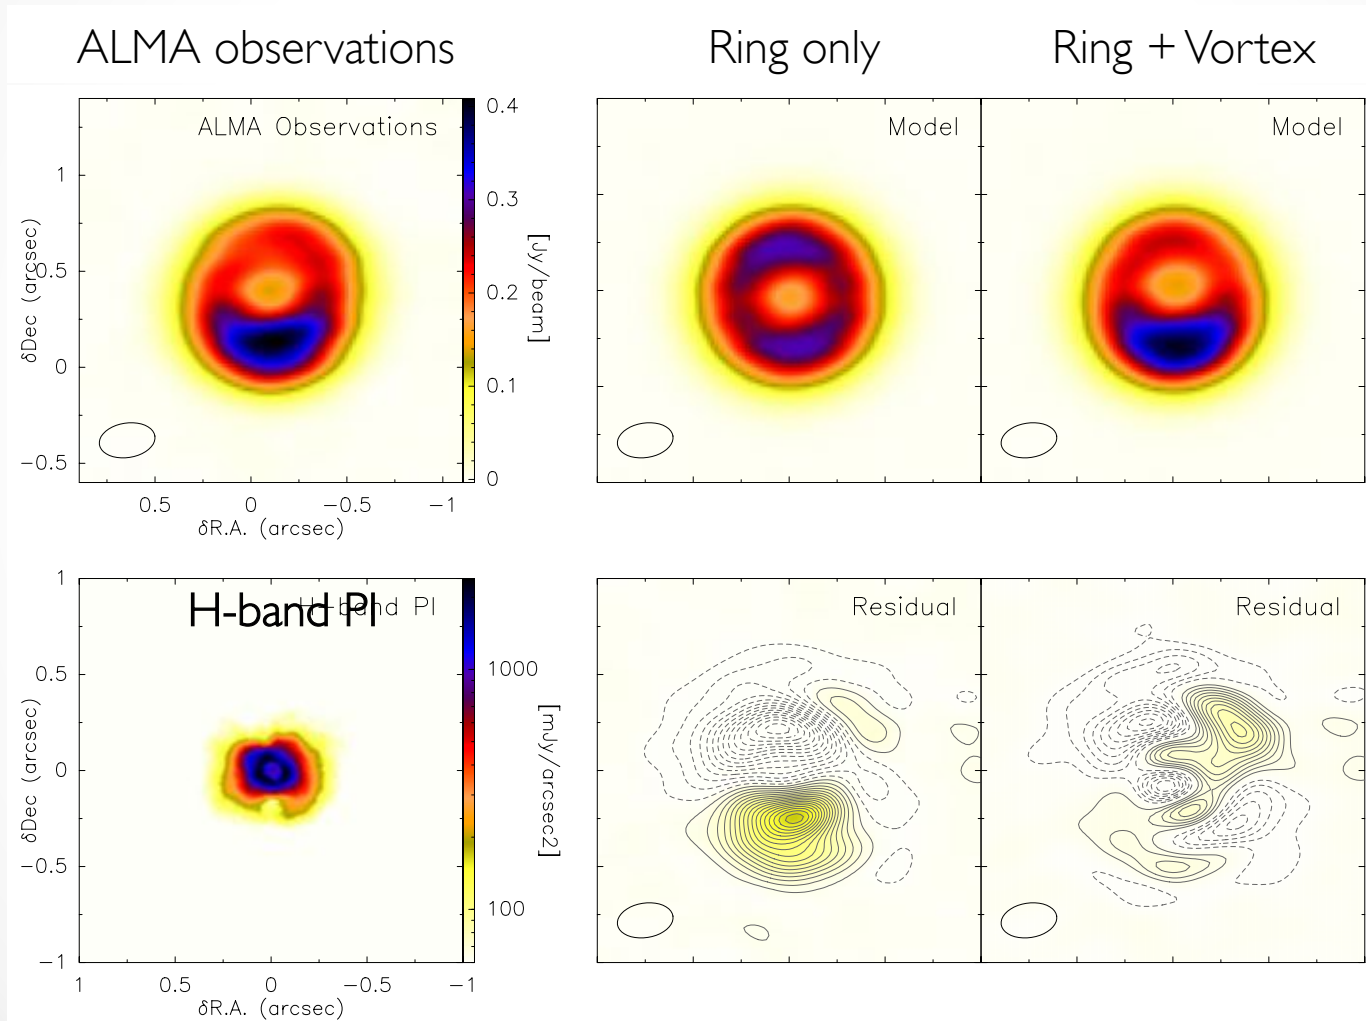 ALMA observations
Ring only
Ring + Vortex
ALMA Observations
Model
Model
1
0.5
0
−0.5
δDec (arcsec)
0.5
0
−0.5
−1
δR.A. (arcsec)
0.4
0.3
0.2
0.1
0
[Jy/beam]
H-band PI
H-band PI
Residual
Residual
1
0.5
0
−0.5
−1
δDec (arcsec)
1
0.5
0
−0.5
−1
δR.A. (arcsec)
1000
100
[mJy/arcsec2]